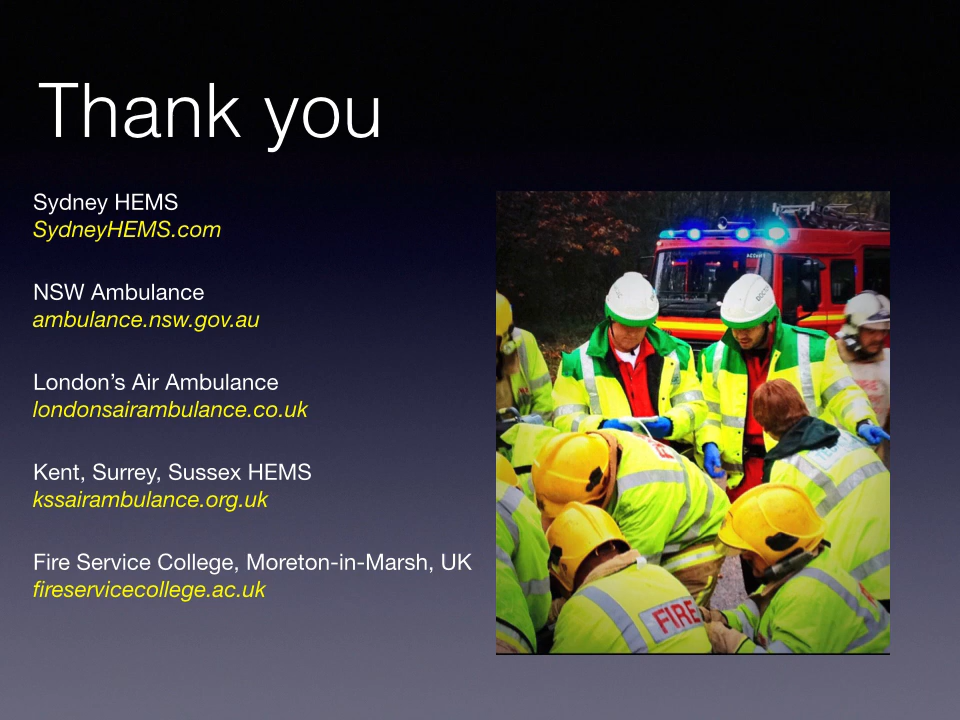 Thank you
Sydney HEMS
SydneyHEMS.com
NSW Ambulance
ambulance.nsw.gov.au
London’s Air Ambulance
londonsairambulance.co.uk
Kent, Surrey, Sussex HEMS
kssairambulance.org.uk
Fire Service College, Moreton-in-Marsh, UK
fireservicecollege.ac.uk
DOCTOR
FIRE